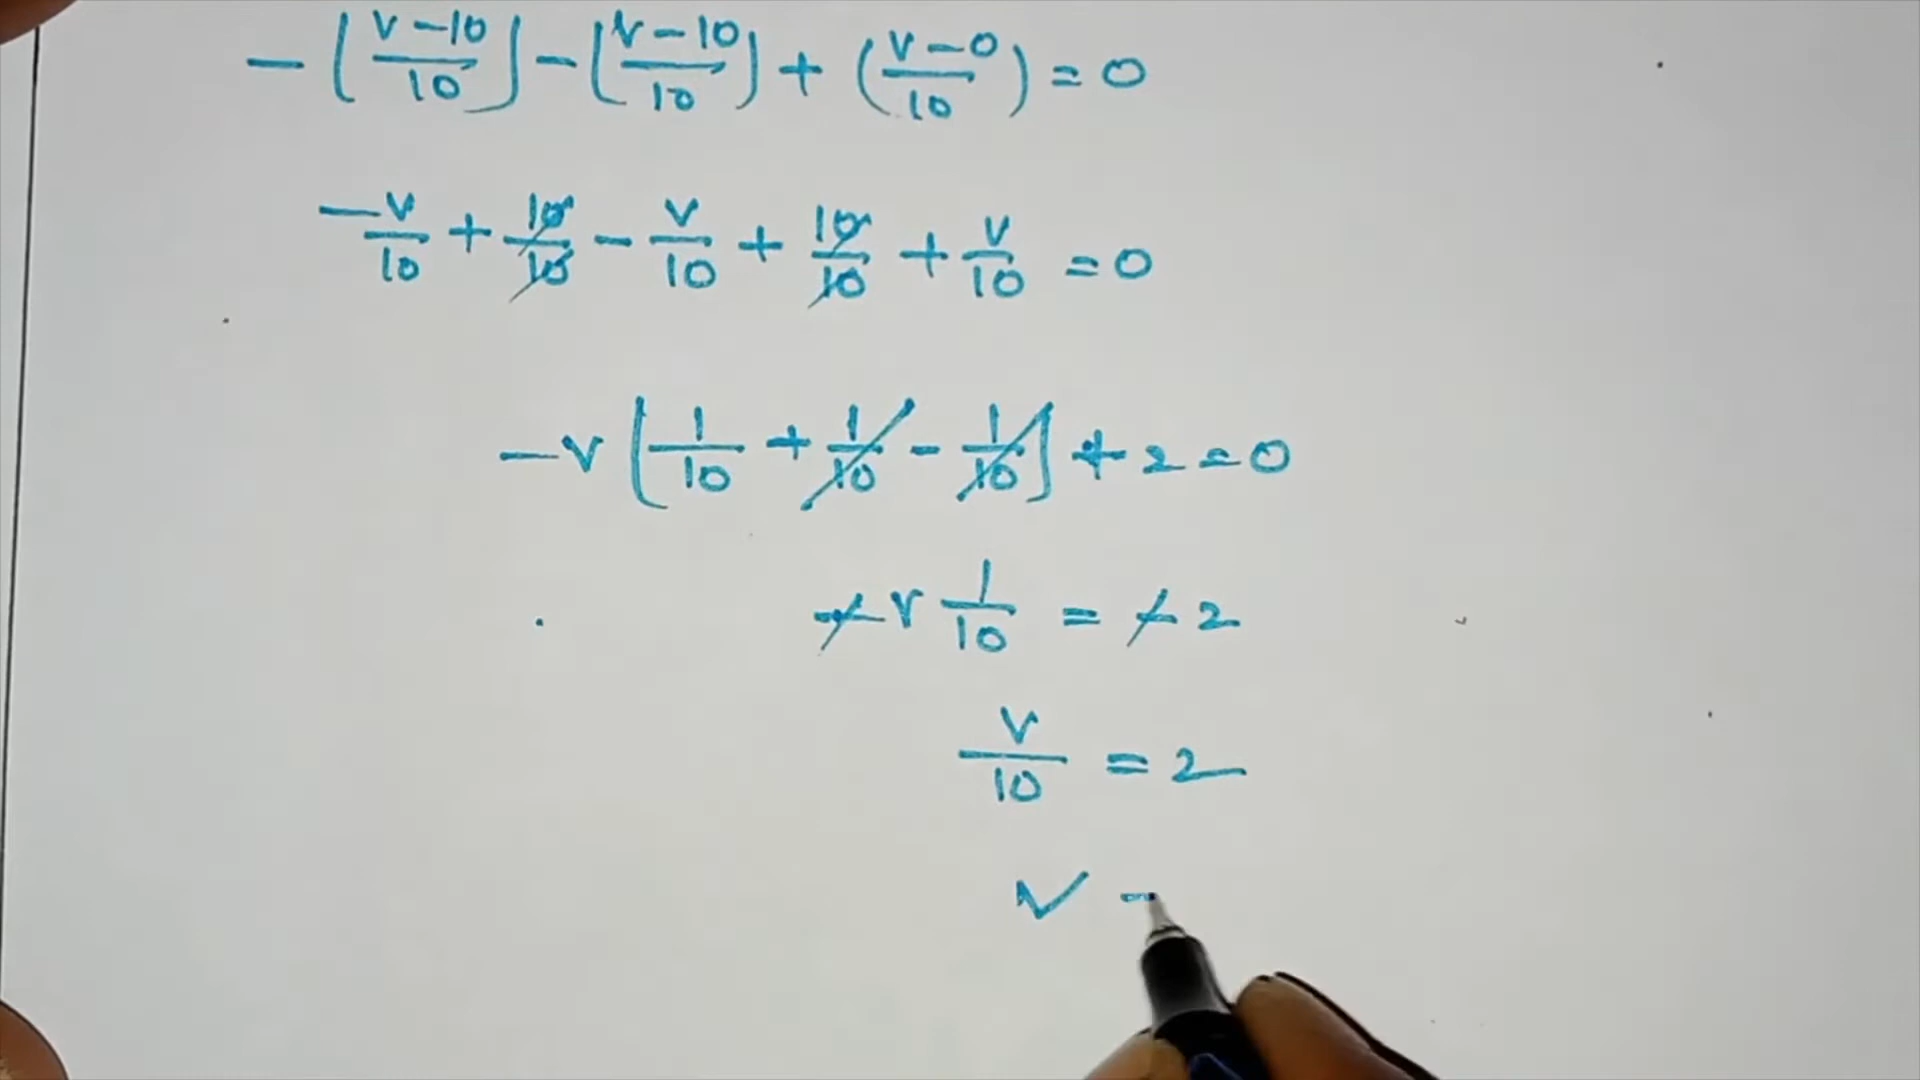 - [(v-10)/10] - [(v-10)/10] + ((v-0)/10) = 0
-v/10 + 10/10 - v/10 + 10/10 + v/10 = 0
-v [1/10 + 1/10 - 1/10] + 2 = 0
-v 1/10 = -2
v/10 = 2
v -